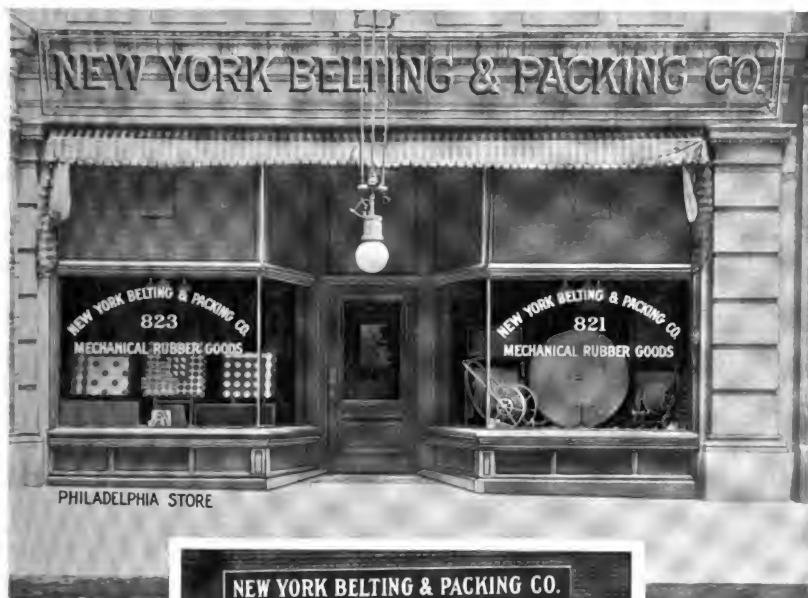 NEW YORK BELTING & PACKING CO.
NEW YORK BELTING & PACKING CO.
823
MECHANICAL RUBBER GOODS
NEW YORK BELTING & PACKING CO.
821
MECHANICAL RUBBER GOODS
PHILADELPHIA STORE
NEW YORK BELTING & PACKING CO.